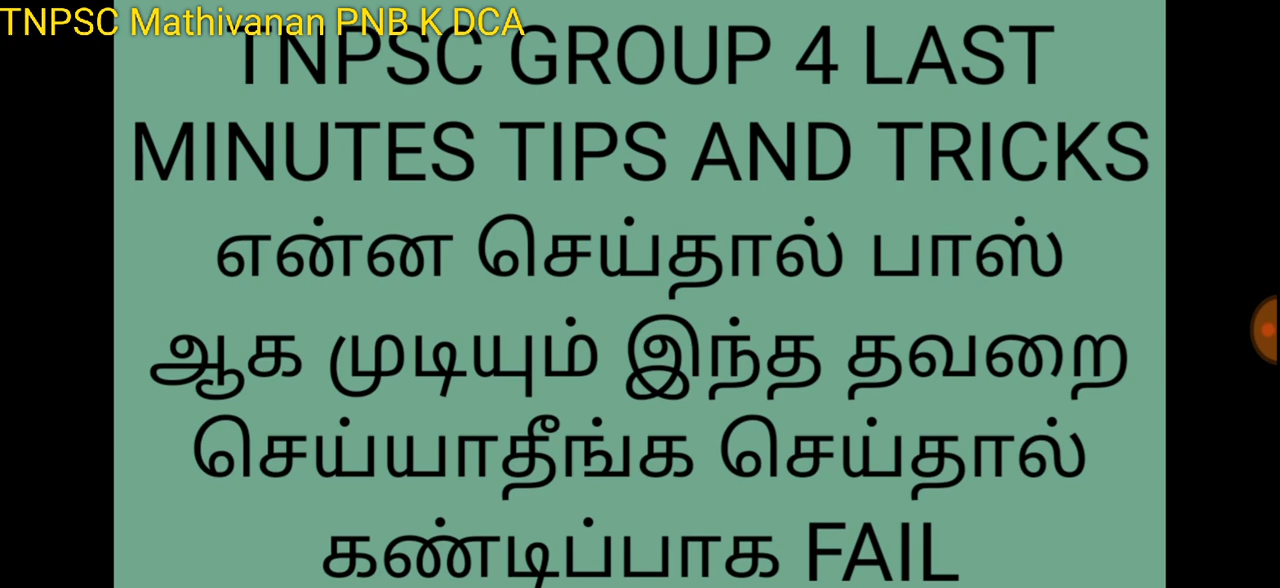 TNPSC Mathivanan PNB K DCA
TNPSC GROUP 4 LAST
MINUTES TIPS AND TRICKS
என்ன செய்தால் பாஸ்
ஆக முடியும் இந்த தவறை
செய்யாதீங்க செய்தால்
கண்டிப்பாக FAIL